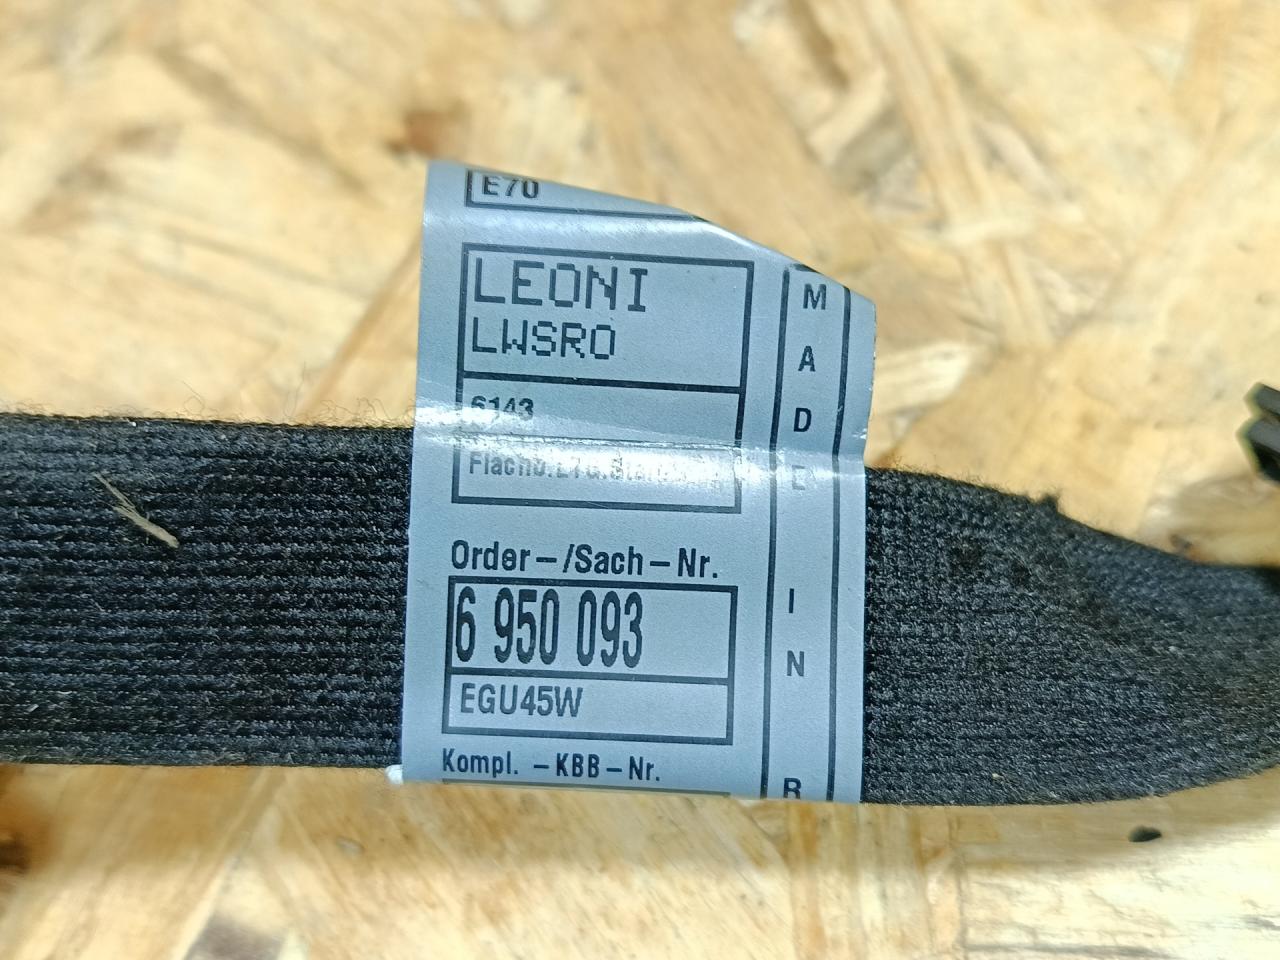 E70
LEONI
LWSRO
6143
Order-/Sach-Nr.
6 950 093
EGU45W
Kompl. -KBB-Nr.
MADE IN R